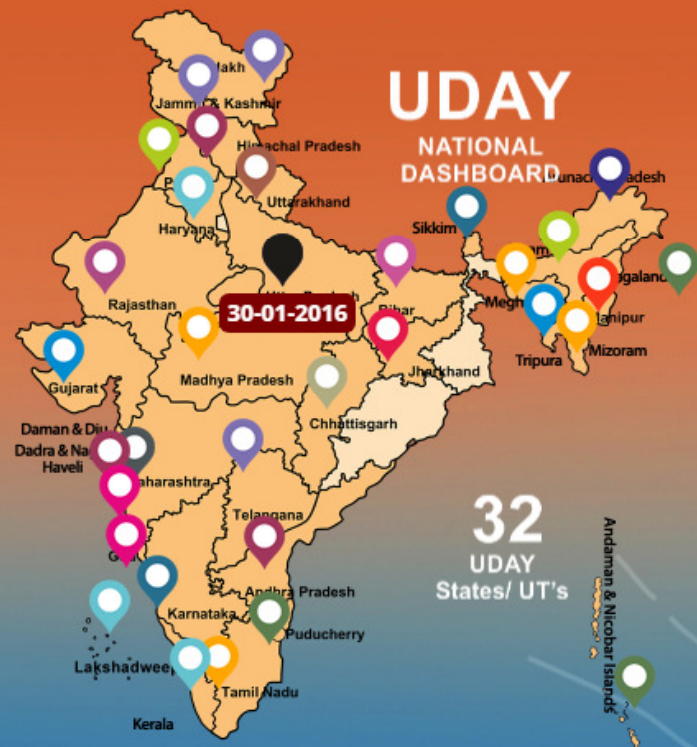 Jammu & Kashmir
UDAY
NATIONAL
DASHBOARD
Himachal Pradesh
Uttarakhand
Haryana
Sikkim
30-01-2016
Rajasthan
Manipur
Mizoram
Tripura
Gujarat
Madhya Pradesh
Jharkhand
Chhattisgarh
Daman & Diu
Dadra & Na
Haveli
aharashtra
Telangana
32
UDAY
States/ UT's
Andaman & Nicobar Islands
Andhra Pradesh
Karnataka
Puducherry
Lakshadweep
Tamil Nadu
Kerala